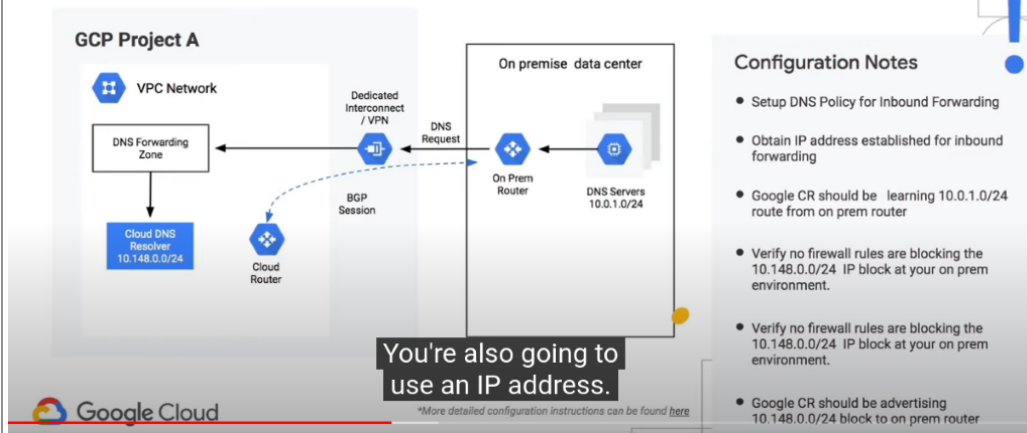 GCP Project A
VPC Network
DNS Forwarding
Zone
Cloud DNS
Resolver
10.148.0.0/24
Cloud
Router
Dedicated
Interconnect
/ VPN
BGP
Session
DNS
Request
On premise data center
On Prem
Router
DNS Servers
10.0.1.0/24
Configuration Notes
Setup DNS Policy for Inbound Forwarding
Obtain IP address established for inbound
forwarding
Google CR should be learning 10.0.1.0/24
route from on prem router
Verify no firewall rules are blocking the
10.148.0.0/24 IP block at your on prem
environment.
Verify no firewall rules are blocking the
10.148.0.0/24 IP block at your on prem
environment.
Google CR should be advertising
10.148.0.0/24 block to on prem router
You're also going to
use an IP address.
Google Cloud
*More detailed configuration instructions can be found here